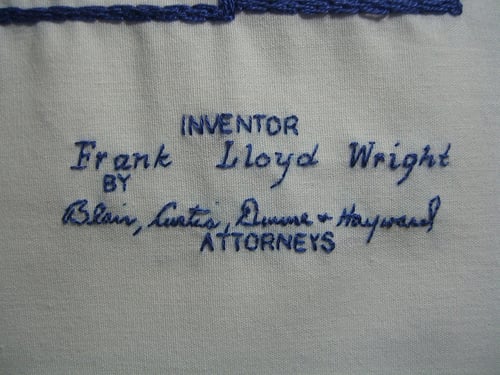 INVENTOR
Frank Lloyd Wright
BY
Blair, Curtis, Dunne + Hayward
ATTORNEYS